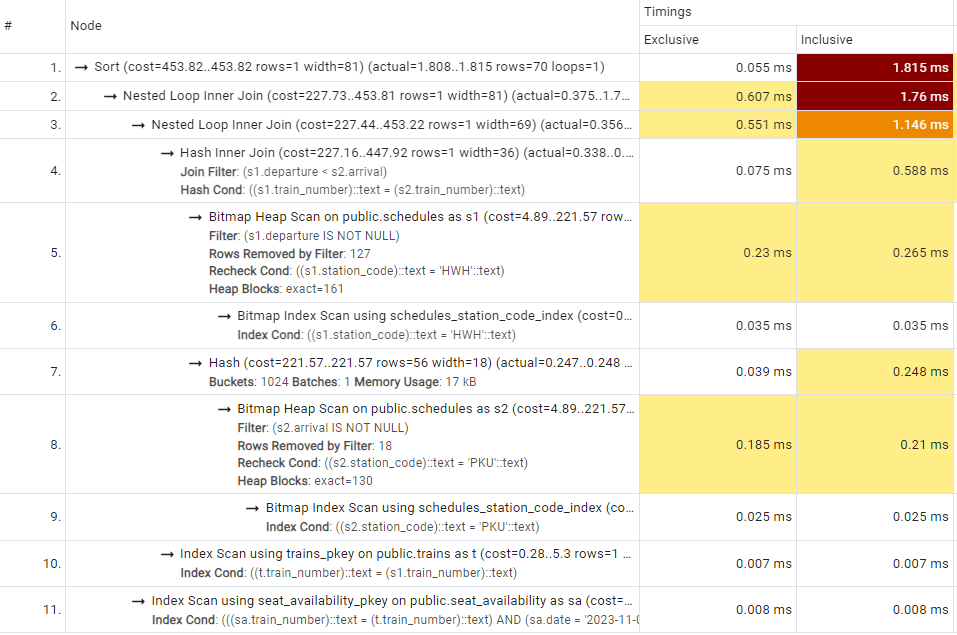 # Node Timings
Exclusive Inclusive
1. → Sort (cost=453.82..453.82 rows=1 width=81) (actual=1.808..1.815 rows=70 loops=1) 0.055 ms 1.815 ms
2. → Nested Loop Inner Join (cost=227.73..453.81 rows=1 width=81) (actual=0.375..1.7... 0.607 ms 1.76 ms
3. → Nested Loop Inner Join (cost=227.44..453.22 rows=1 width=69) (actual=0.356... 0.551 ms 1.146 ms
4. → Hash Inner Join (cost=227.16..447.92 rows=1 width=36) (actual=0.338..0.... 0.075 ms 0.588 ms
Join Filter: (s1.departure < s2.arrival)
Hash Cond: ((s1.train_number)::text = (s2.train_number)::text)
5. → Bitmap Heap Scan on public.schedules as s1 (cost=4.89..221.57 row... 0.23 ms 0.265 ms
Filter: (s1.departure IS NOT NULL)
Rows Removed by Filter: 127
Recheck Cond: ((s1.station_code)::text = 'HWH'::text)
Heap Blocks: exact=161
6. → Bitmap Index Scan using schedules_station_code_index (cost=0... 0.035 ms 0.035 ms
Index Cond: ((s1.station_code)::text = 'HWH'::text)
7. → Hash (cost=221.57..221.57 rows=56 width=18) (actual=0.247..0.248 ... 0.039 ms 0.248 ms
Buckets: 1024 Batches: 1 Memory Usage: 17 kB
8. → Bitmap Heap Scan on public.schedules as s2 (cost=4.89..221.57... 0.185 ms 0.21 ms
Filter: (s2.arrival IS NOT NULL)
Rows Removed by Filter: 18
Recheck Cond: ((s2.station_code)::text = 'PKU'::text)
Heap Blocks: exact=130
9. → Bitmap Index Scan using schedules_station_code_index (co... 0.025 ms 0.025 ms
Index Cond: ((s2.station_code)::text = 'PKU'::text)
10. → Index Scan using trains_pkey on public.trains as t (cost=0.28..5.3 rows=1 ... 0.007 ms 0.007 ms
Index Cond: ((t.train_number)::text = (s1.train_number)::text)
11. → Index Scan using seat_availability_pkey on public.seat_availability as sa (cost=... 0.008 ms 0.008 ms
Index Cond: (((sa.train_number)::text = (t.train_number)::text) AND (sa.date = '2023-11-0